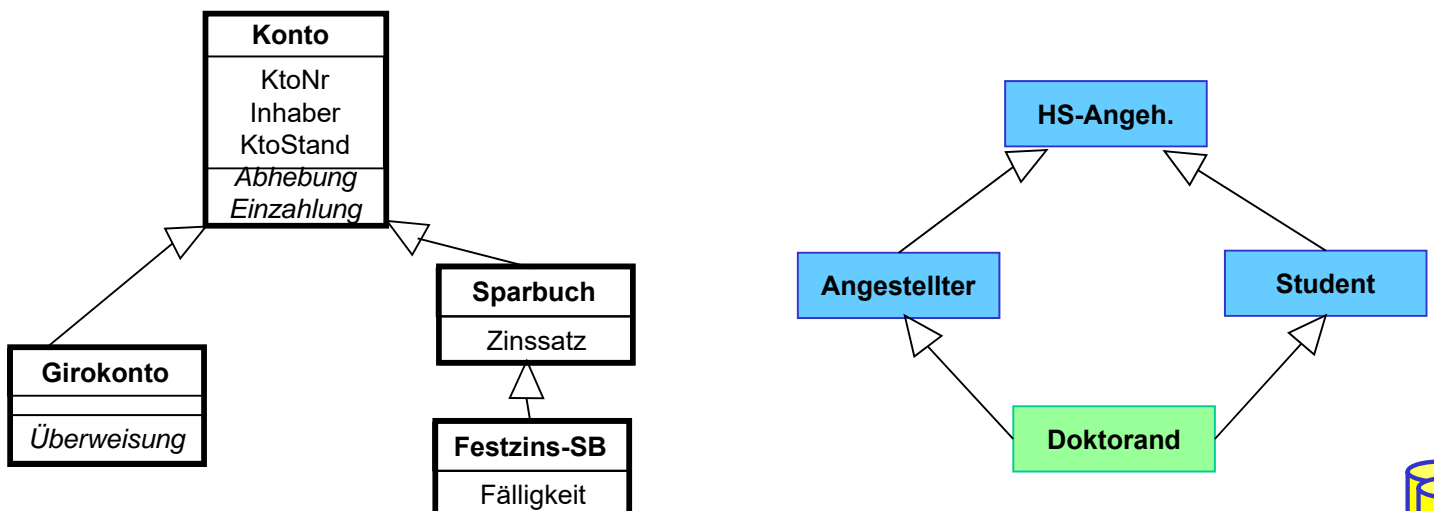 Konto
KtoNr
Inhaber
KtoStand
Abhebung
Einzahlung
Girokonto
Überweisung
Sparbuch
Zinssatz
Festzins-SB
Fälligkeit
HS-Angeh.
Angestellter
Student
Doktorand